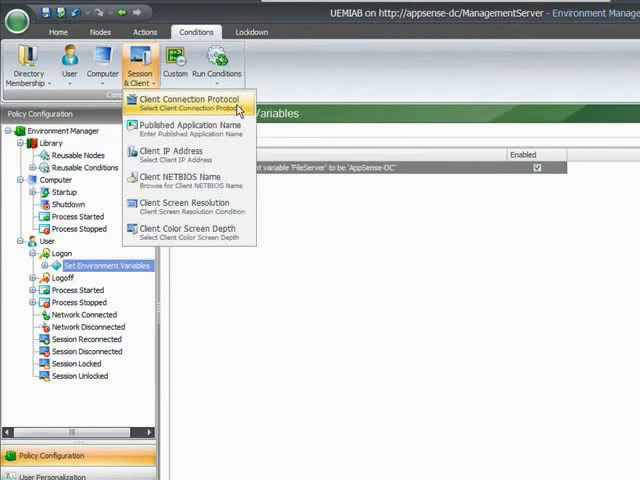 UEMIAB on http://appsense-dc/ManagementServer - Environment Mana
Home
Nodes
Actions
Conditions
Lockdown
Directory
Membership
User
Computer
Session
& Client
Custom
Run Conditions
Policy Configuration
Variables
Client Connection Protocol
Select Client Connection Protoc
Published Application Name
Enter Published Application Name
Client IP Address
Select Client IP Address
Client NETBIOS Name
Browse for Client NETBIOS Name
Client Screen Resolution
Client Screen Resolution Condition
Client Color Screen Depth
Select Client Color Screen Depth
Enabled
nt variable 'FileServer' to be 'AppSense-DC'
Environment Manager
Library
Reusable Nodes
Reusable Conditions
Computer
Startup
Shutdown
Process Started
Process Stopped
User
Logon
Set Environment Variables
Logoff
Process Started
Process Stopped
Network Connected
Network Disconnected
Session Reconnected
Session Disconnected
Session Locked
Session Unlocked
Policy Configuration
User Personalization